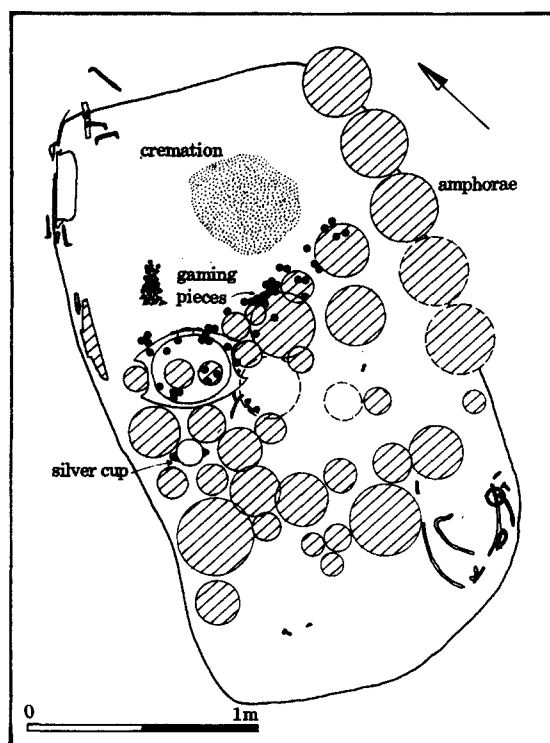 cremation
amphorae
gaming
pieces
silver cup
0 1m